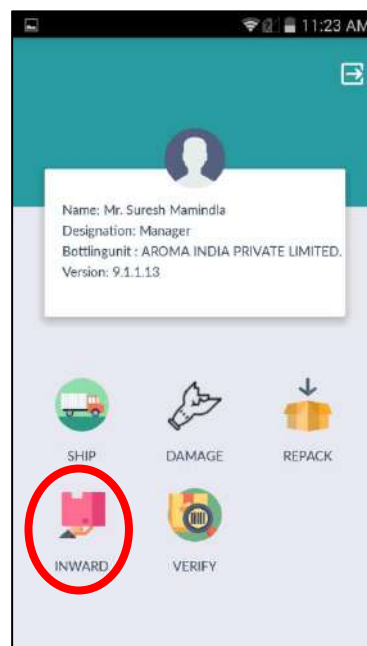 11:23 AM
Name: Mr. Suresh Mamindla
Designation: Manager
Bottlingunit : AROMA INDIA PRIVATE LIMITED.
Version: 9.1.1.13
SHIP DAMAGE REPACK
INWARD VERIFY